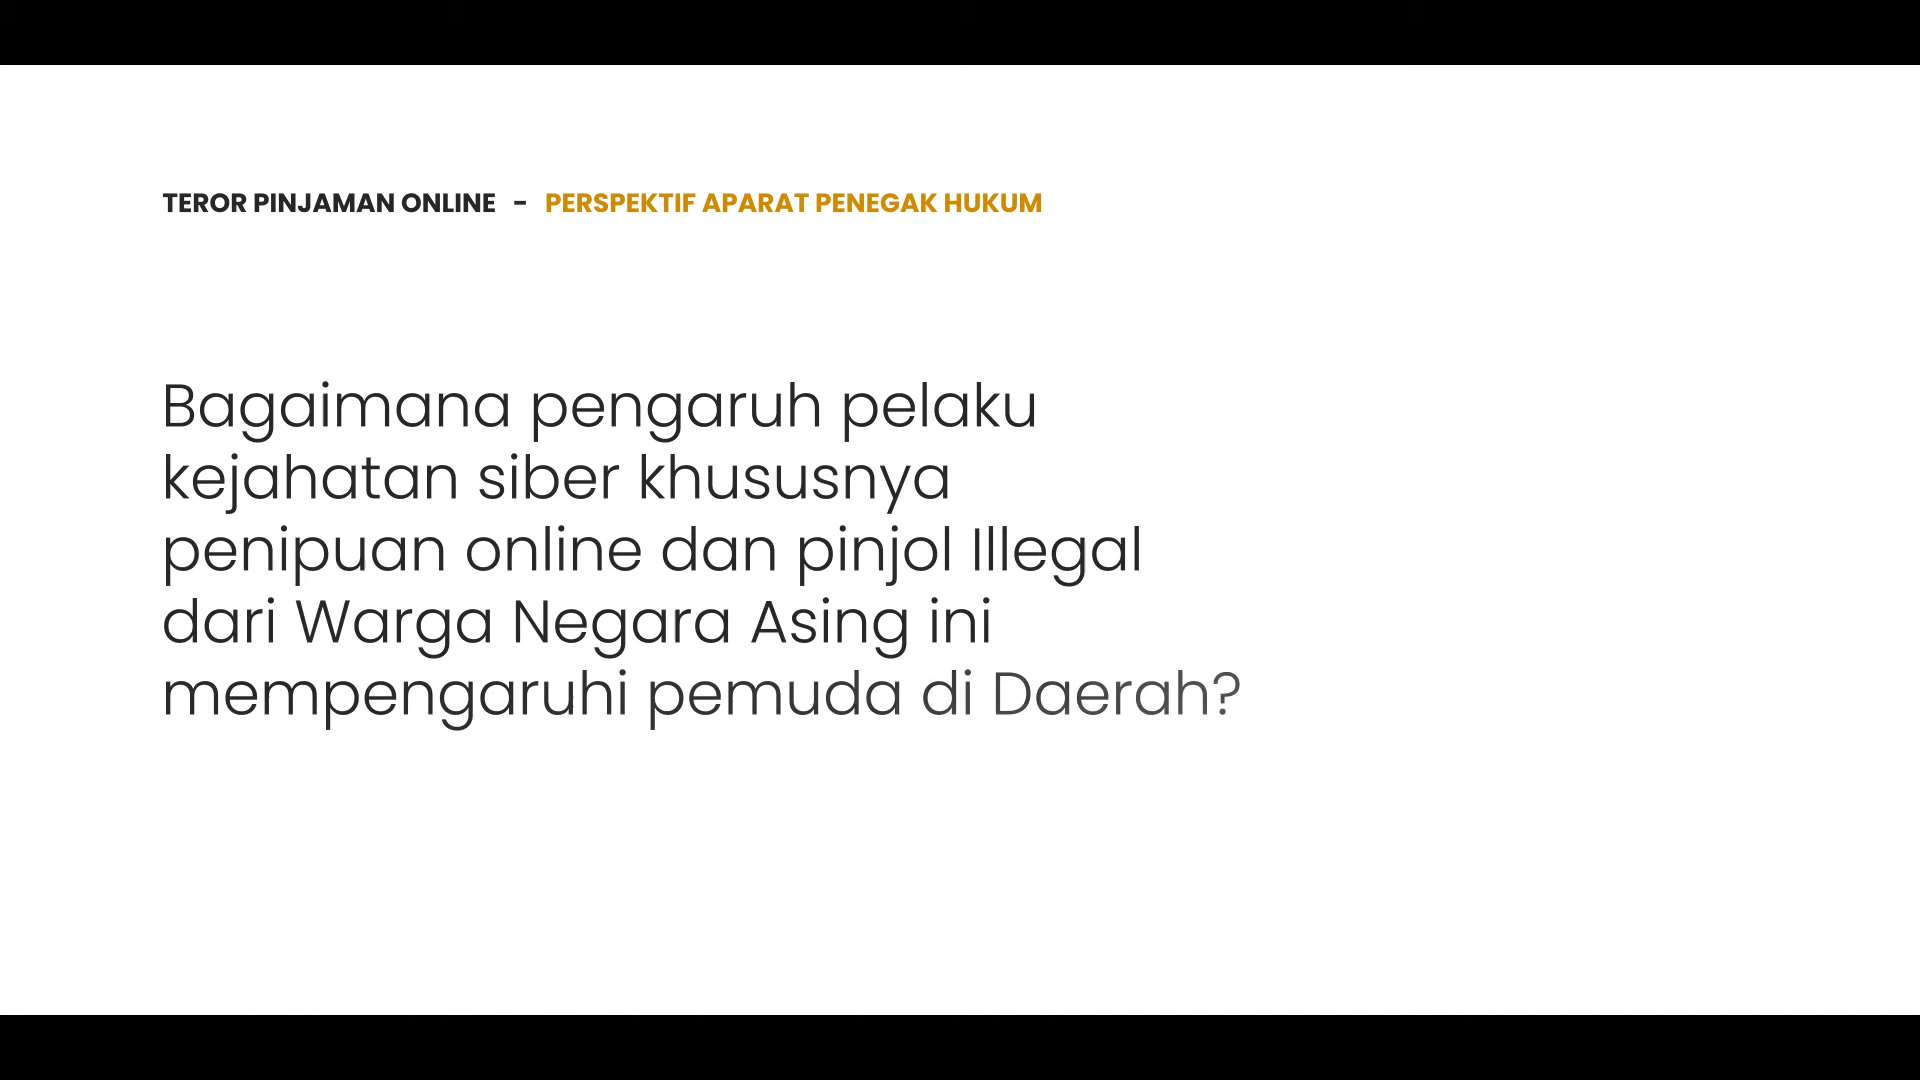 TEROR PINJAMAN ONLINE - PERSPEKTIF APARAT PENEGAK HUKUM
Bagaimana pengaruh pelaku
kejahatan siber khususnya
penipuan online dan pinjol Illegal
dari Warga Negara Asing ini
mempengaruhi pemuda di Daerah?